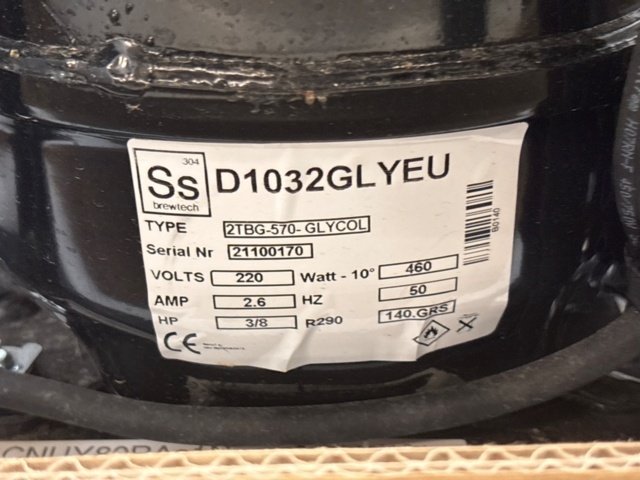 304
Ss
brewtech
D1032GLYEU
TYPE 2TBG-570- GLYCOL
Serial Nr 21100170
VOLTS 220 Watt - 10° 460
AMP 2.6 HZ 50
HP 3/8 R290 140.GRS
CE
80140